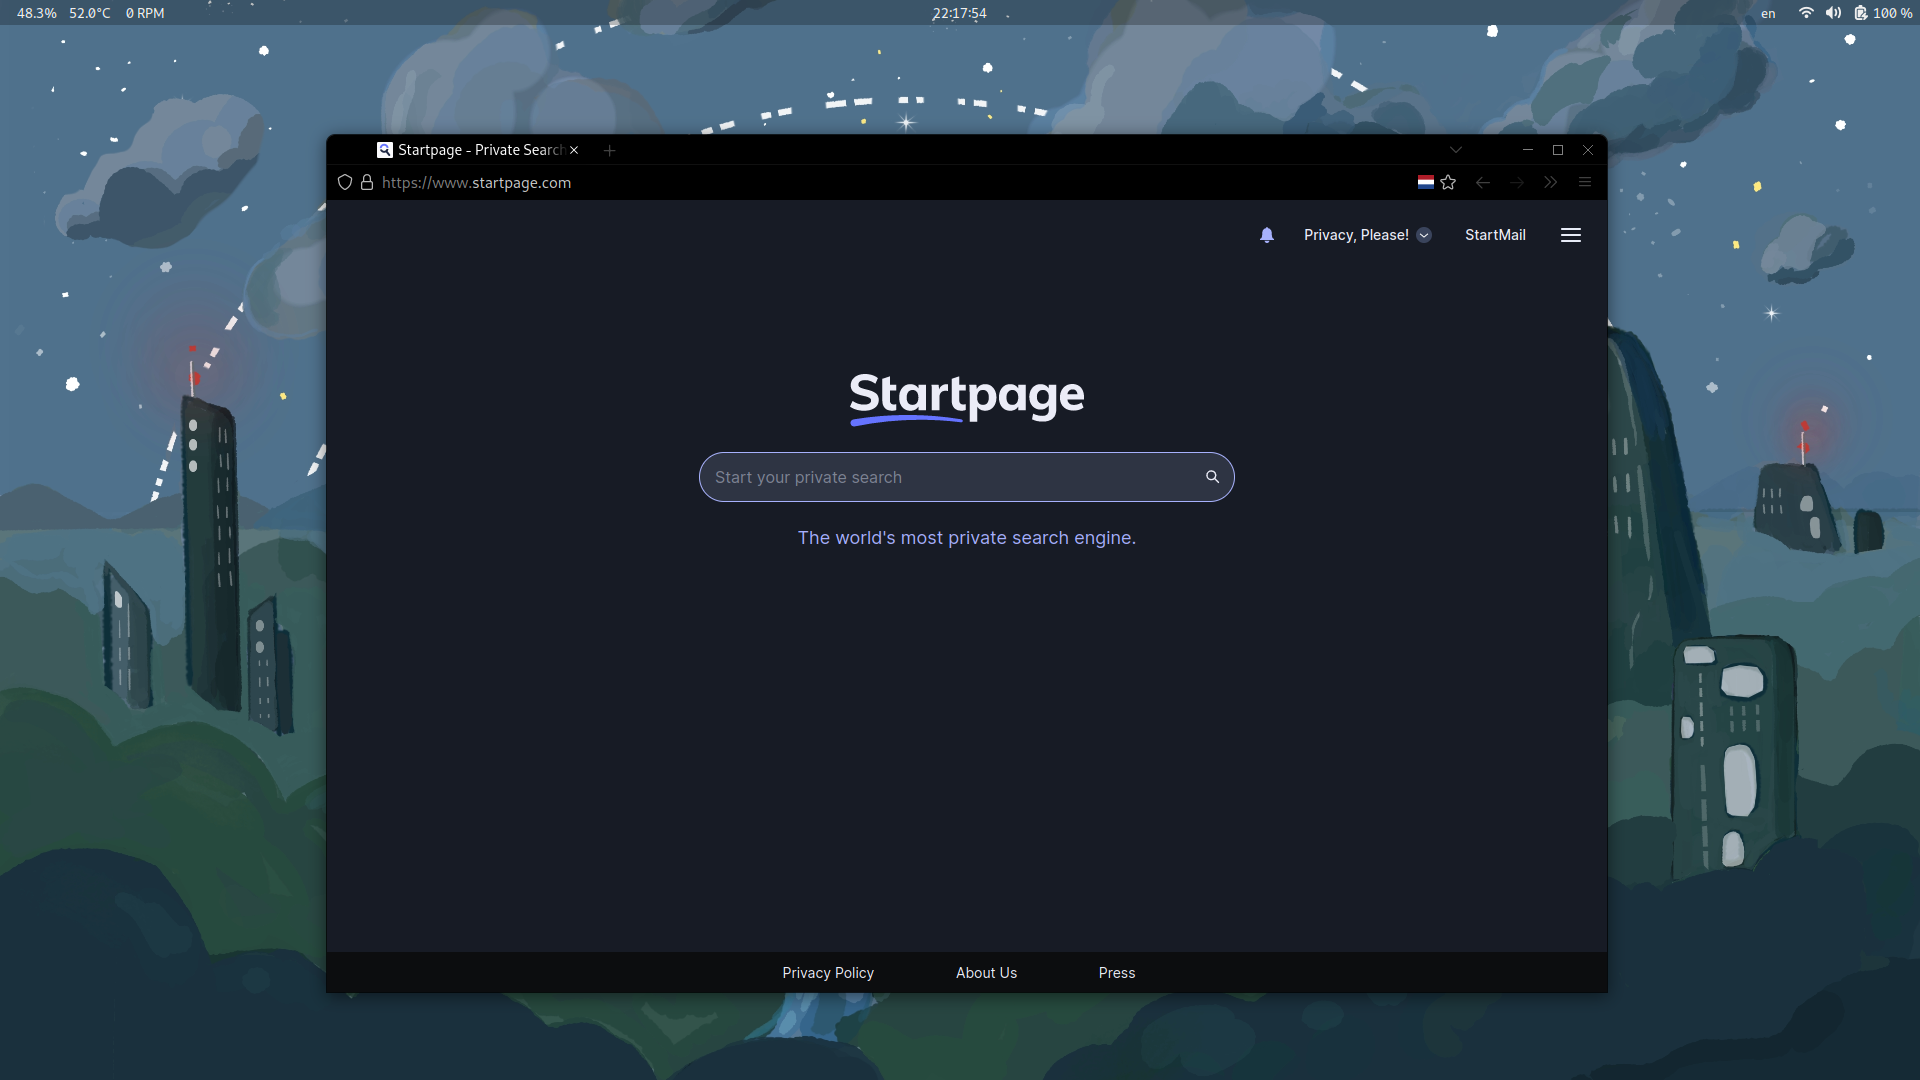 48.3% 52.0°C 0 RPM 22:17:54 en 100 %
Startpage - Private Search
https://www.startpage.com
Privacy, Please! StartMail
Startpage
Start your private search
The world's most private search engine.
Privacy Policy About Us Press